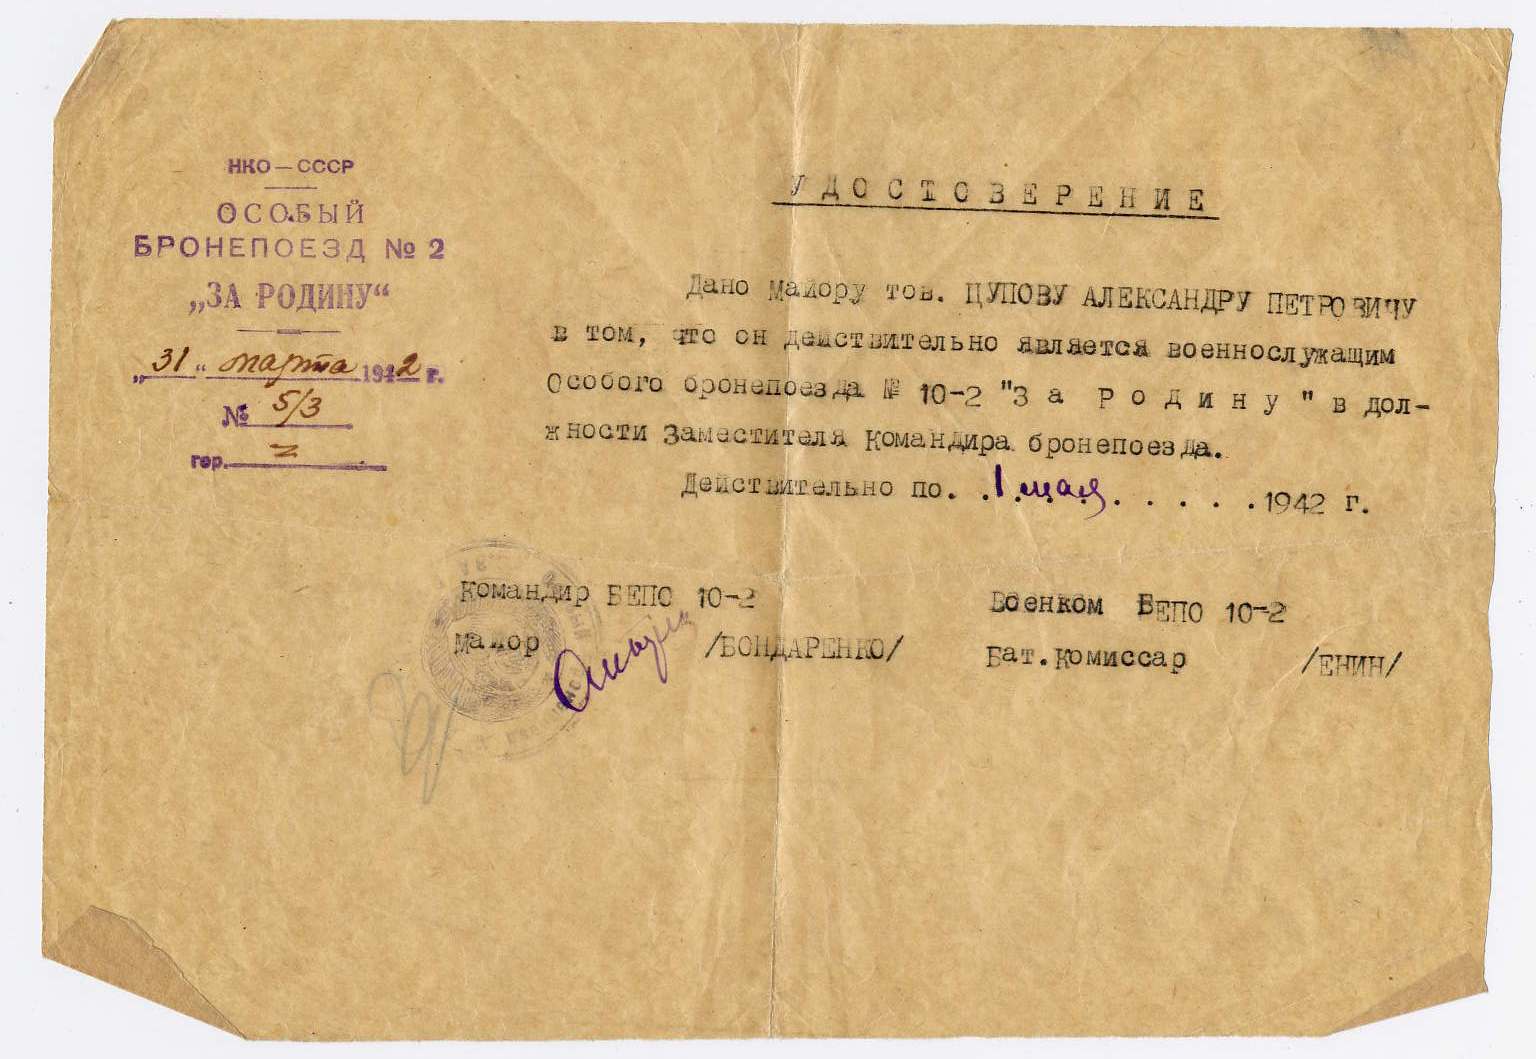 НКО — СССР
ОСОБЫЙ
БРОНЕПОЕЗД № 2
„ЗА РОДИНУ“
„31“ марта 1942 г.
№ 5/3
гор.
УДОСТОВЕРЕНИЕ
Дано майору тов. ЦУПОВУ АЛЕКСАНДРУ ПЕТРОВИЧУ
в том, что он действительно является военнослужащим
Особого бронепоезда № 10-2 "За Родину" в дол-
жности Заместителя Командира бронепоезда.
Действительно по. .1.мая. . . . . .1942 г.
Командир БЕПО 10-2
Майор /БОНДАРЕНКО/
Военком БЕПО 10-2
Бат.Комиссар /ЕНИН/